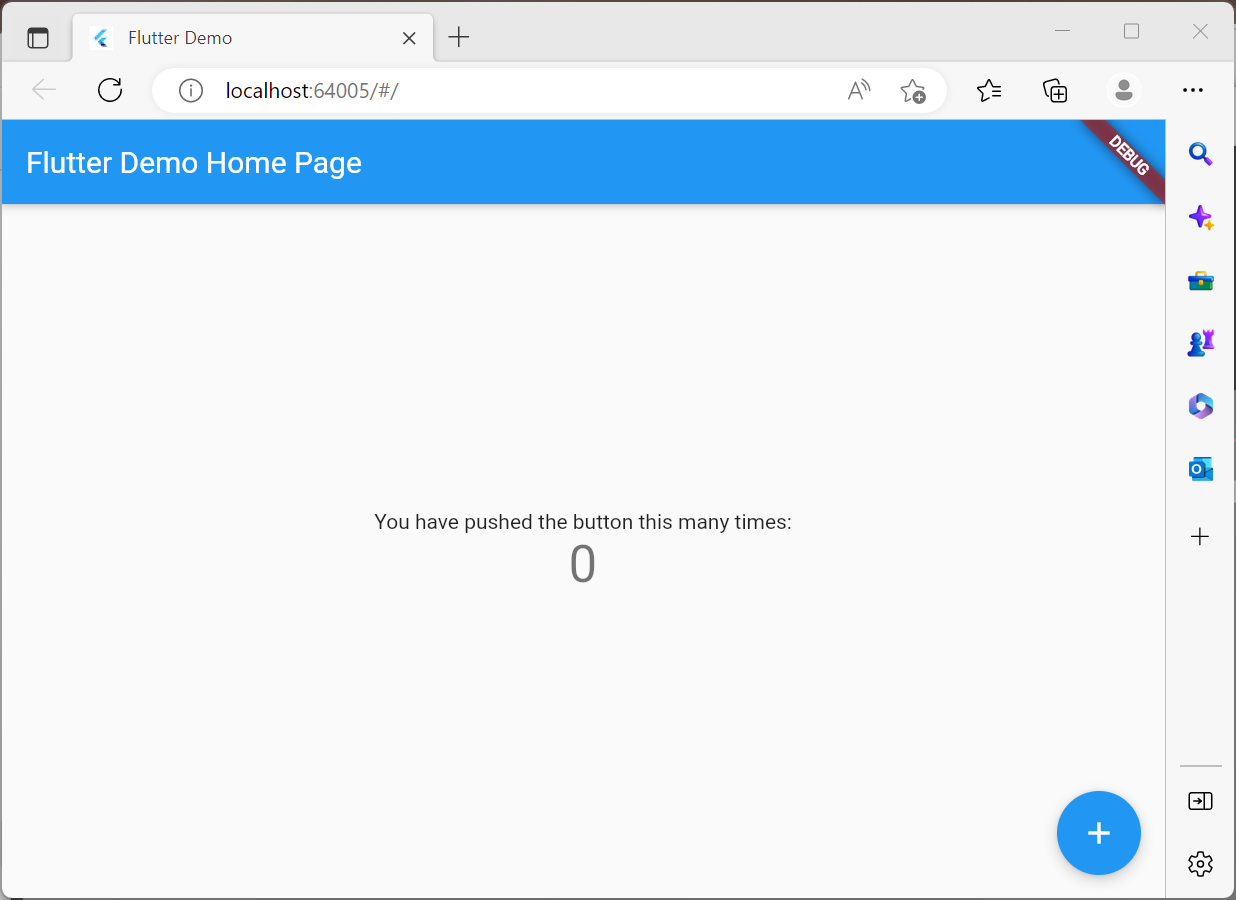 Flutter Demo
localhost:64005/#/
Flutter Demo Home Page
DEBUG
You have pushed the button this many times:
0